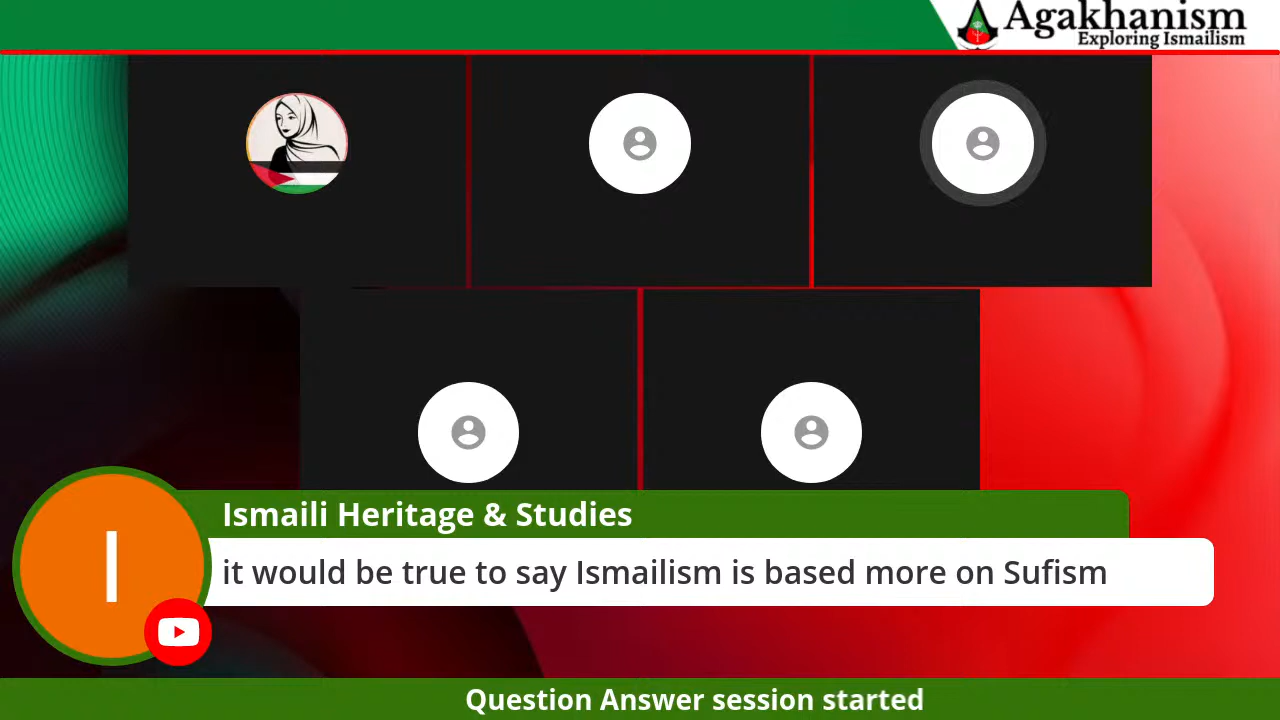 Agakhanism
Exploring Ismailism
Ismaili Heritage & Studies
I
it would be true to say Ismailism is based more on Sufism
Question Answer session started